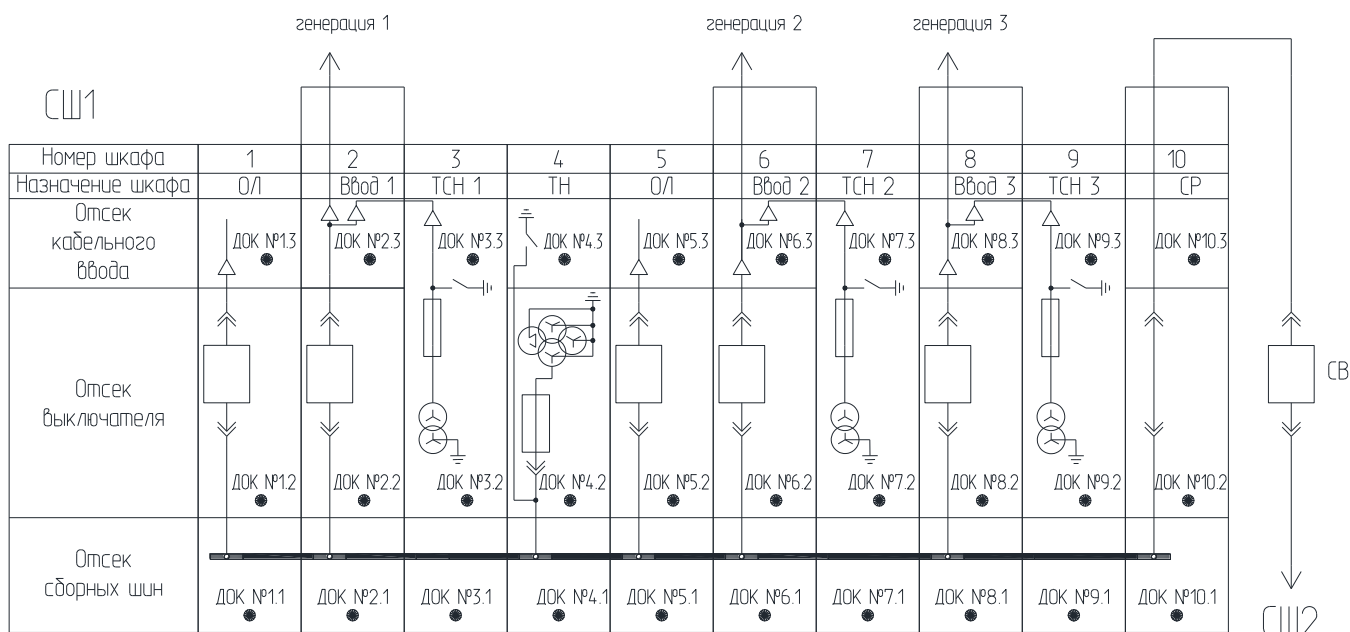 генерация 1
генерация 2
генерация 3
СШ1
Номер шкафа 1 2 3 4 5 6 7 8 9 10
Назначение шкафа ОЛ Ввод 1 ТСН 1 ТН ОЛ Ввод 2 ТСН 2 Ввод 3 ТСН 3 СР
Отсек
кабельного
ввода
ДОК №1.3 ДОК №2.3 ДОК №3.3 ДОК №4.3 ДОК №5.3 ДОК №6.3 ДОК №7.3 ДОК №8.3 ДОК №9.3 ДОК №10.3
Отсек
выключателя
СВ
ДОК №1.2 ДОК №2.2 ДОК №3.2 ДОК №4.2 ДОК №5.2 ДОК №6.2 ДОК №7.2 ДОК №8.2 ДОК №9.2 ДОК №10.2
Отсек
сборных шин
ДОК №1.1 ДОК №2.1 ДОК №3.1 ДОК №4.1 ДОК №5.1 ДОК №6.1 ДОК №7.1 ДОК №8.1 ДОК №9.1 ДОК №10.1
СШ2